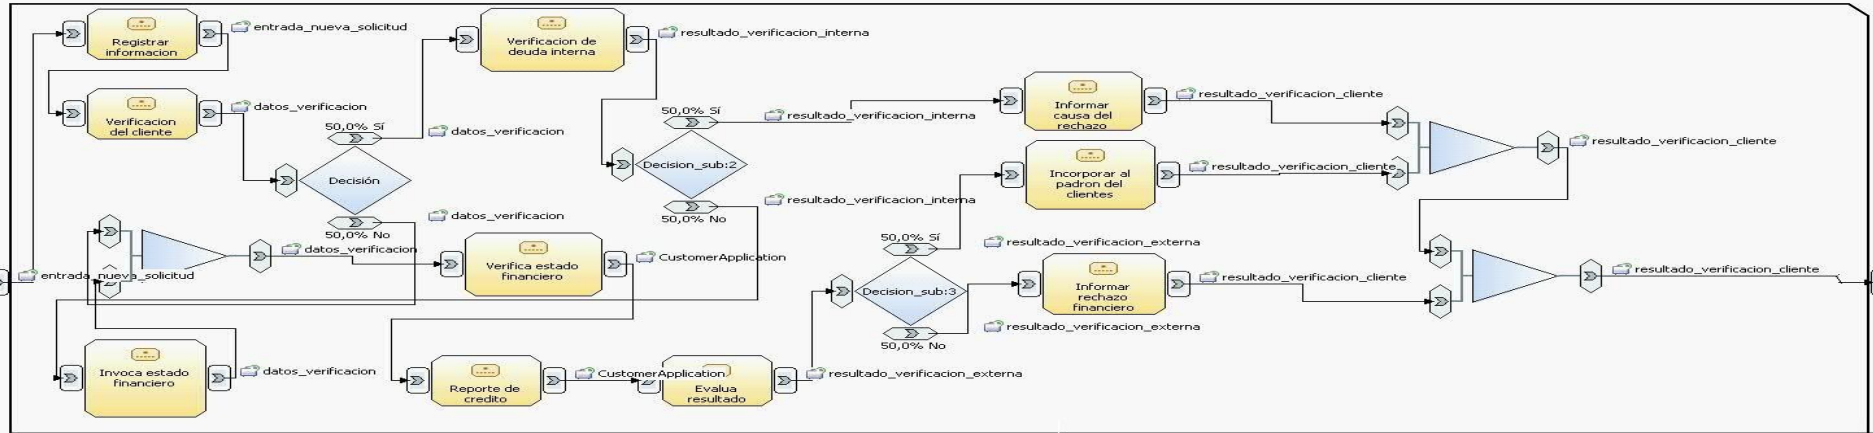 Registrar
informacion
entrada_nueva_solicitud
Verificacion de
deuda interna
resultado_verificacion_interna
Verificacion
del cliente
datos_verificacion
50,0% Sí
datos_verificacion
Decisión
50,0% No
datos_verificacion
50,0% Sí
resultado_verificacion_interna
Decision_sub:2
50,0% No
resultado_verificacion_interna
Informar
causa del
rechazo
resultado_verificacion_cliente
Incorporar al
padron del
clientes
resultado_verificacion_cliente
resultado_verificacion_cliente
entrada_nueva_solicitud
datos_verificacion
Verifica estado
financiero
CustomerApplication
50,0% Sí
resultado_verificacion_externa
Decision_sub:3
50,0% No
resultado_verificacion_externa
Informar
rechazo
financiero
resultado_verificacion_cliente
resultado_verificacion_cliente
Invoca estado
financiero
datos_verificacion
Reporte de
credito
CustomerApplication
Evalua
resultado
resultado_verificacion_externa